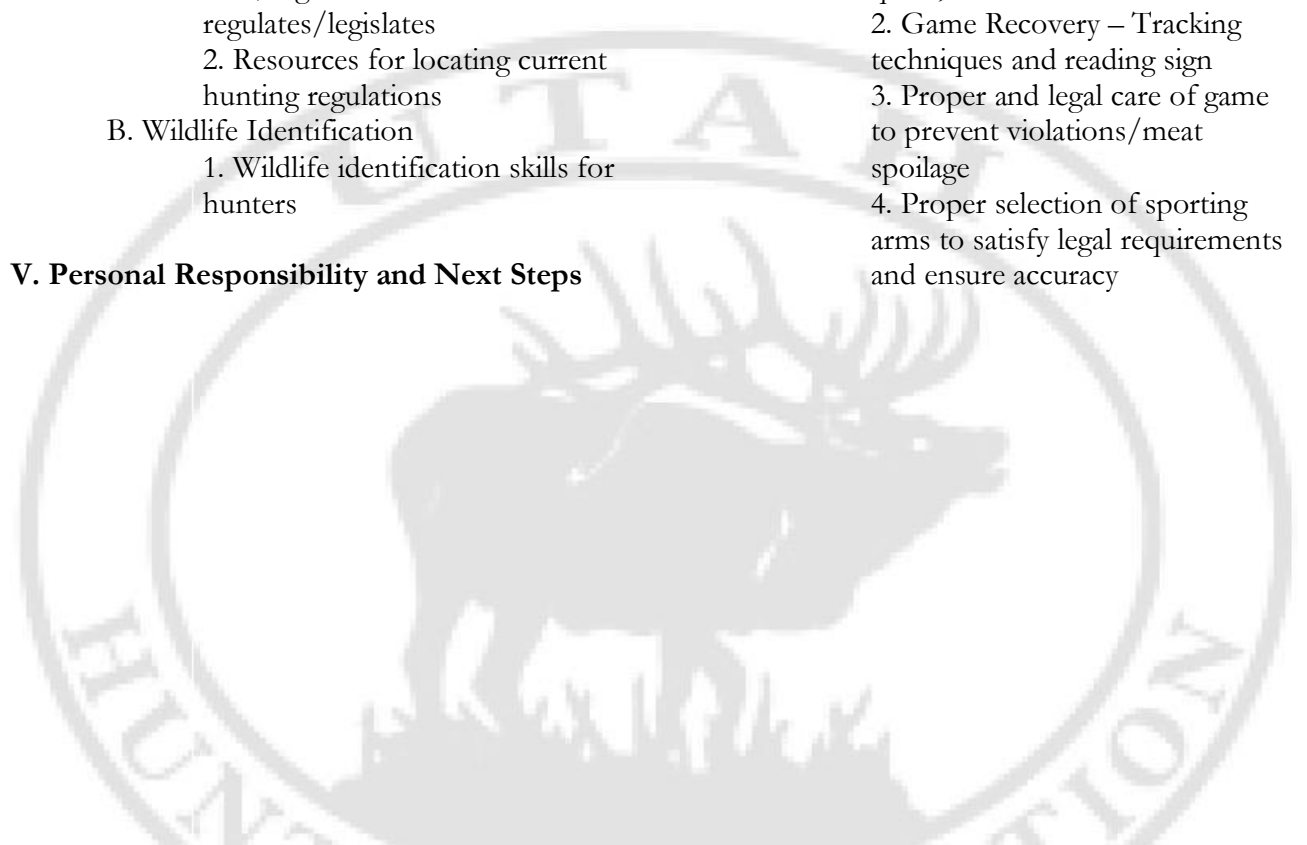 regulates/legislates
2. Resources for locating current
hunting regulations
B. Wildlife Identification
1. Wildlife identification skills for
hunters
V. Personal Responsibility and Next Steps
2. Game Recovery – Tracking
techniques and reading sign
3. Proper and legal care of game
to prevent violations/meat
spoilage
4. Proper selection of sporting
arms to satisfy legal requirements
and ensure accuracy
UTAH